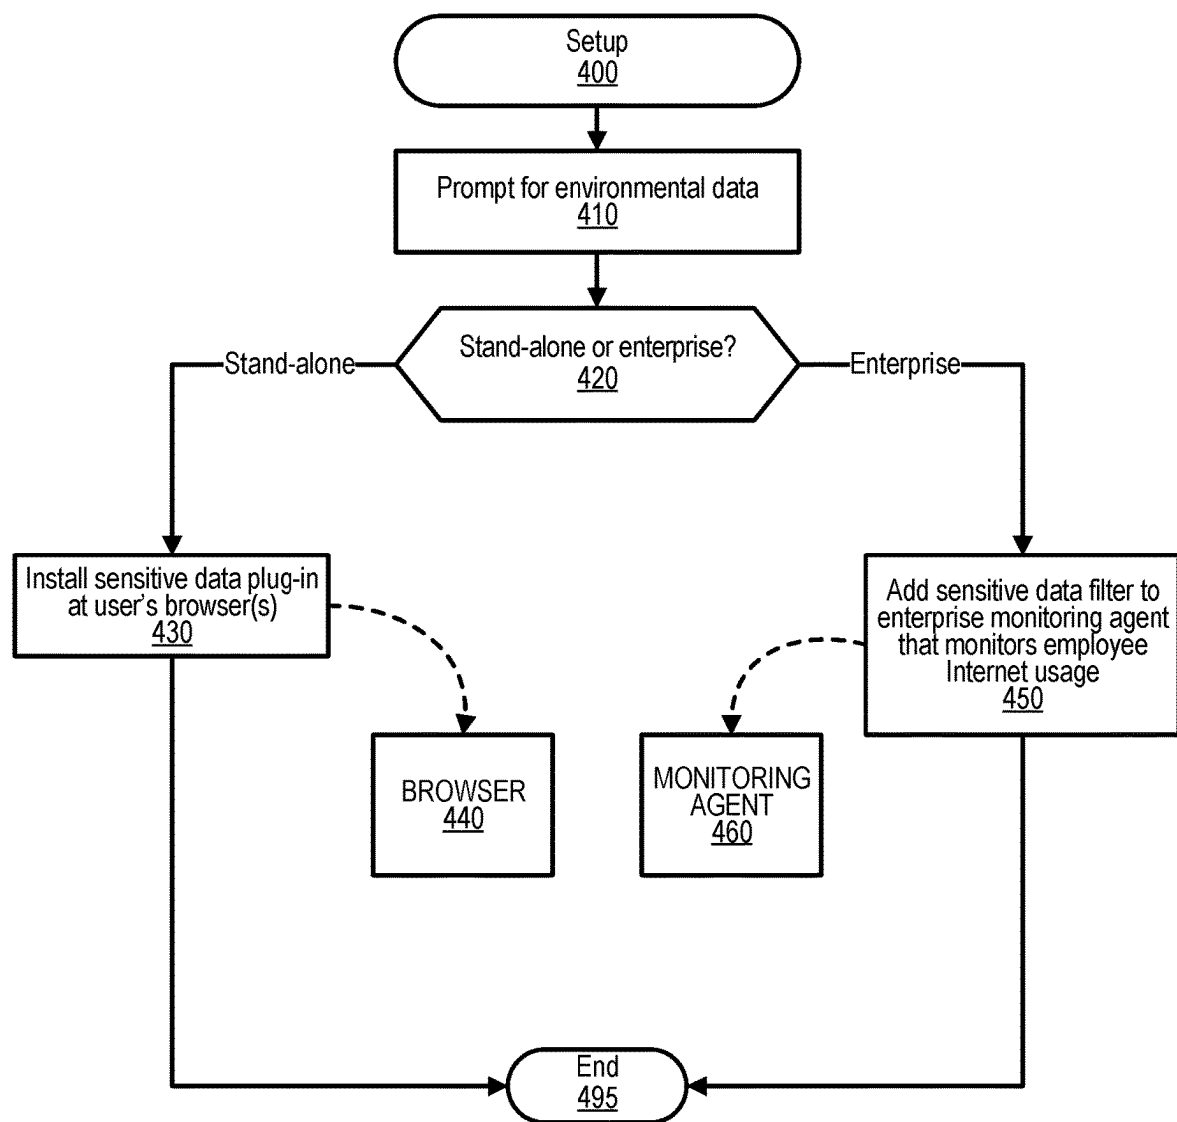 Setup
400
Prompt for environmental data
410
Stand-alone or enterprise?
420
Stand-alone
Enterprise
Install sensitive data plug-in
at user's browser(s)
430
Add sensitive data filter to
enterprise monitoring agent
that monitors employee
Internet usage
450
BROWSER
440
MONITORING
AGENT
460
End
495